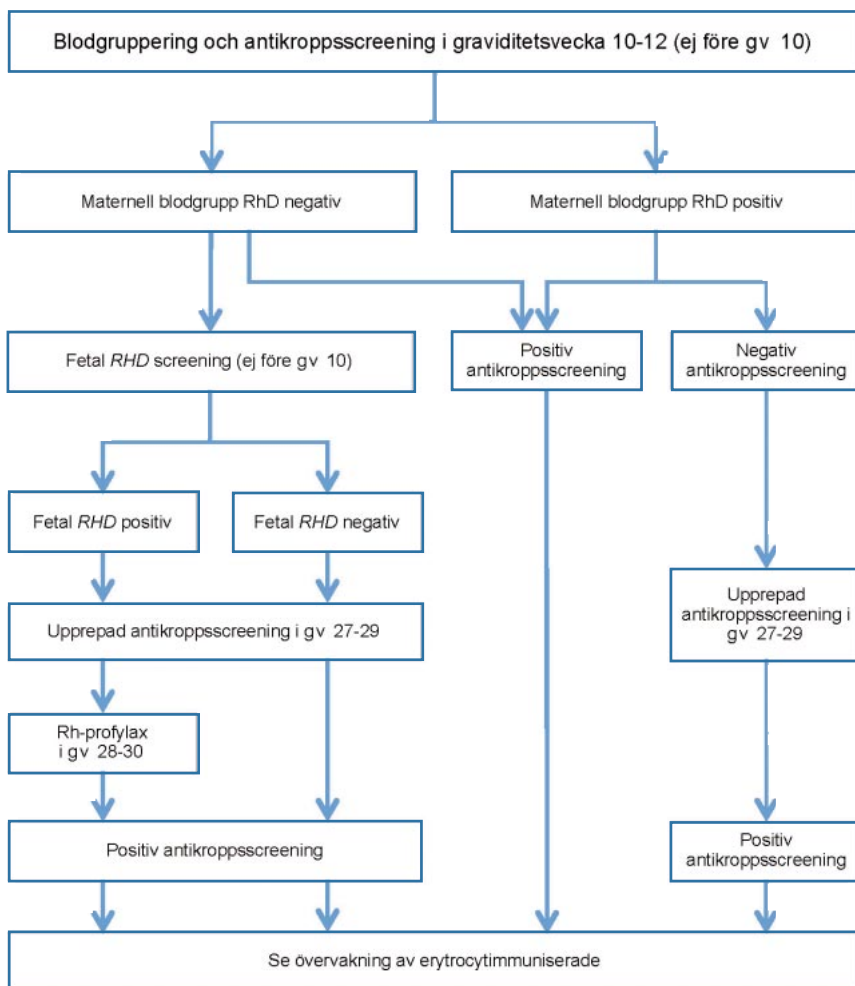 Blodgruppering och antikroppsscreening i graviditetsvecka 10-12 (ej före gv 10)
Maternell blodgrupp RhD negativ
Maternell blodgrupp RhD positiv
Fetal RHD screening (ej före gv 10)
Positiv
antikroppsscreening
Negativ
antikroppsscreening
Fetal RHD positiv
Fetal RHD negativ
Upprepad antikroppsscreening i gv 27-29
Upprepad
antikroppsscreening i
gv 27-29
Rh-profylax
i gv 28-30
Positiv antikroppsscreening
Positiv
antikroppsscreening
Se övervakning av erytrocytimmuniserade